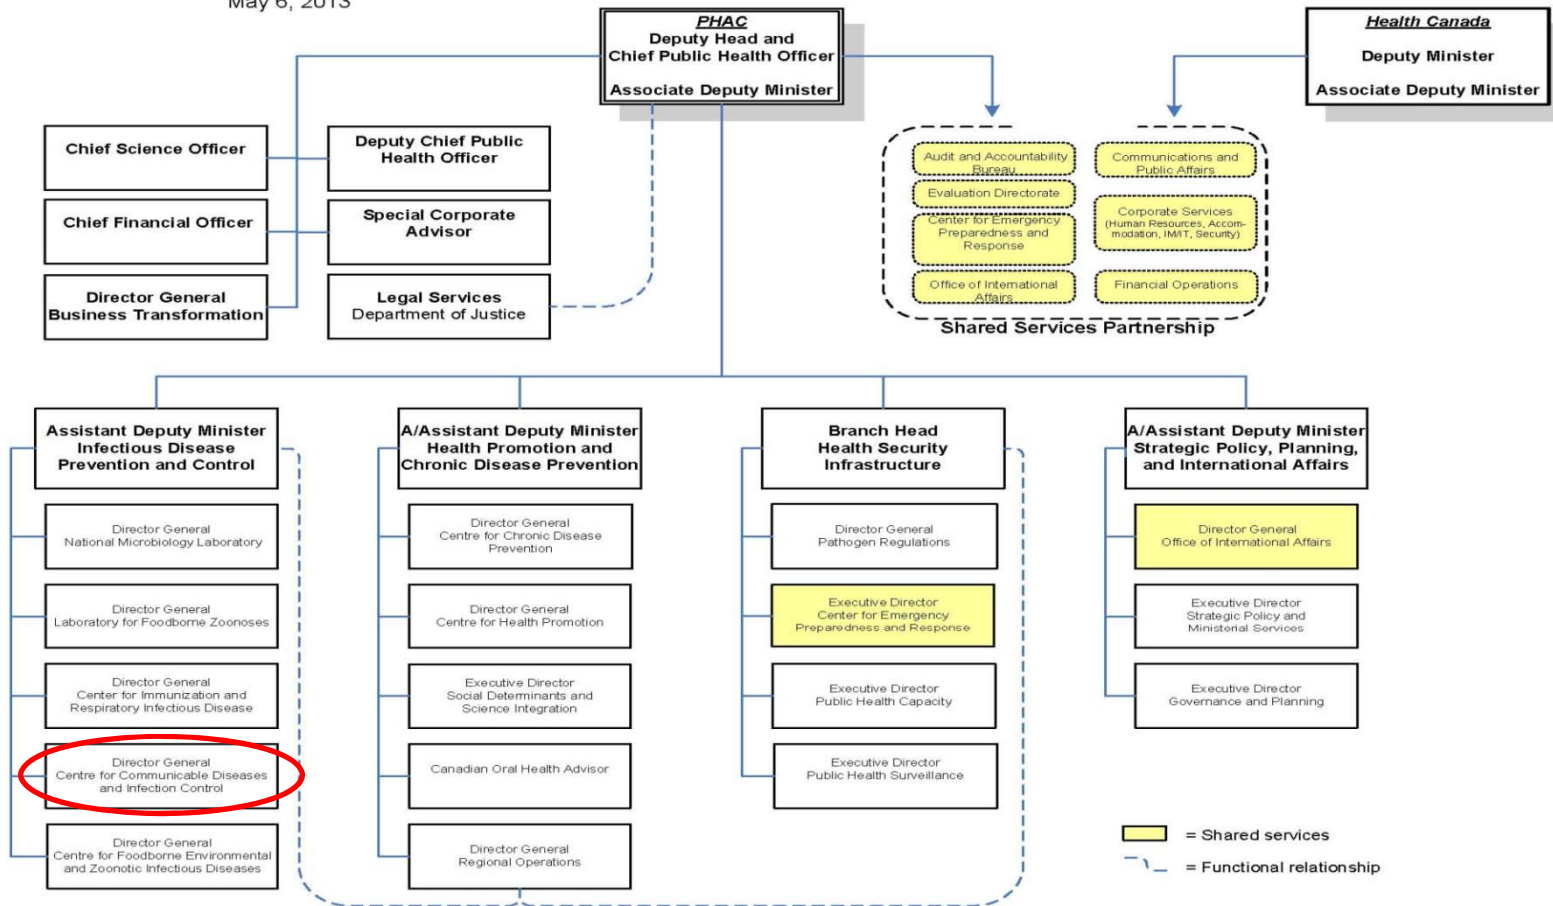 May 6, 2013
PHAC
Deputy Head and
Chief Public Health Officer
Associate Deputy Minister
Health Canada
Deputy Minister
Associate Deputy Minister
Chief Science Officer
Deputy Chief Public
Health Officer
Chief Financial Officer
Special Corporate
Advisor
Director General
Business Transformation
Legal Services
Department of Justice
Audit and Accountability
Bureau
Communications and
Public Affairs
Evaluation Directorate
Center for Emergency
Preparedness and
Response
Corporate Services
(Human Resources, Accom-
modation, IM/IT, Security)
Office of International
Affairs
Financial Operations
Shared Services Partnership
Assistant Deputy Minister
Infectious Disease
Prevention and Control
Director General
National Microbiology Laboratory
Director General
Laboratory for Foodborne Zoonoses
Director General
Center for Immunization and
Respiratory Infectious Disease
Director General
Centre for Communicable Diseases
and Infection Control
Director General
Centre for Foodborne Environmental
and Zoonotic Infectious Diseases
A/Assistant Deputy Minister
Health Promotion and
Chronic Disease Prevention
Director General
Centre for Chronic Disease
Prevention
Director General
Centre for Health Promotion
Executive Director
Social Determinants and
Science Integration
Canadian Oral Health Advisor
Director General
Regional Operations
Branch Head
Health Security
Infrastructure
Director General
Pathogen Regulations
Executive Director
Center for Emergency
Preparedness and Response
Executive Director
Public Health Capacity
Executive Director
Public Health Surveillance
A/Assistant Deputy Minister
Strategic Policy, Planning,
and International Affairs
Director General
Office of International Affairs
Executive Director
Strategic Policy and
Ministerial Services
Executive Director
Governance and Planning
= Shared services
= Functional relationship